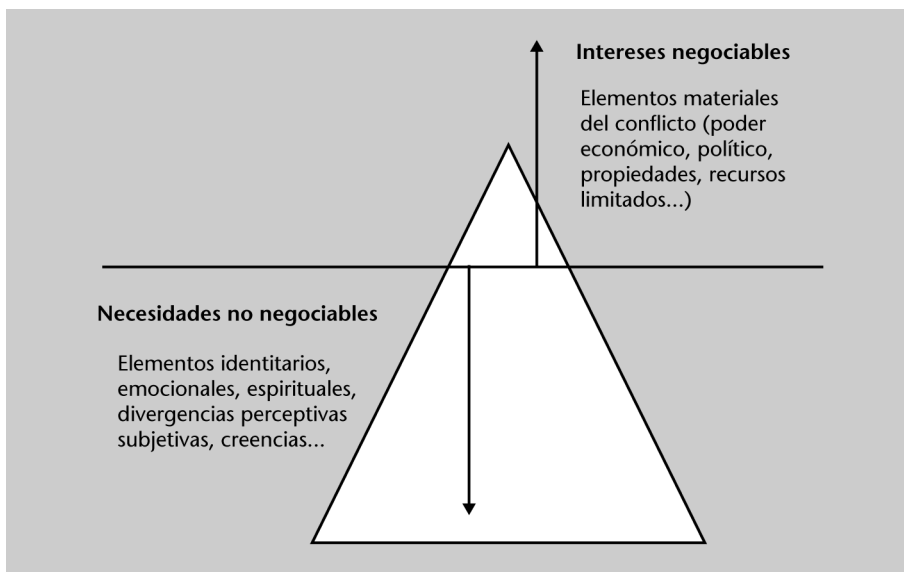 Intereses negociables
Elementos materiales
del conflicto (poder
económico, político,
propiedades, recursos
limitados...)
Necesidades no negociables
Elementos identitarios,
emocionales, espirituales,
divergencias perceptivas
subjetivas, creencias...